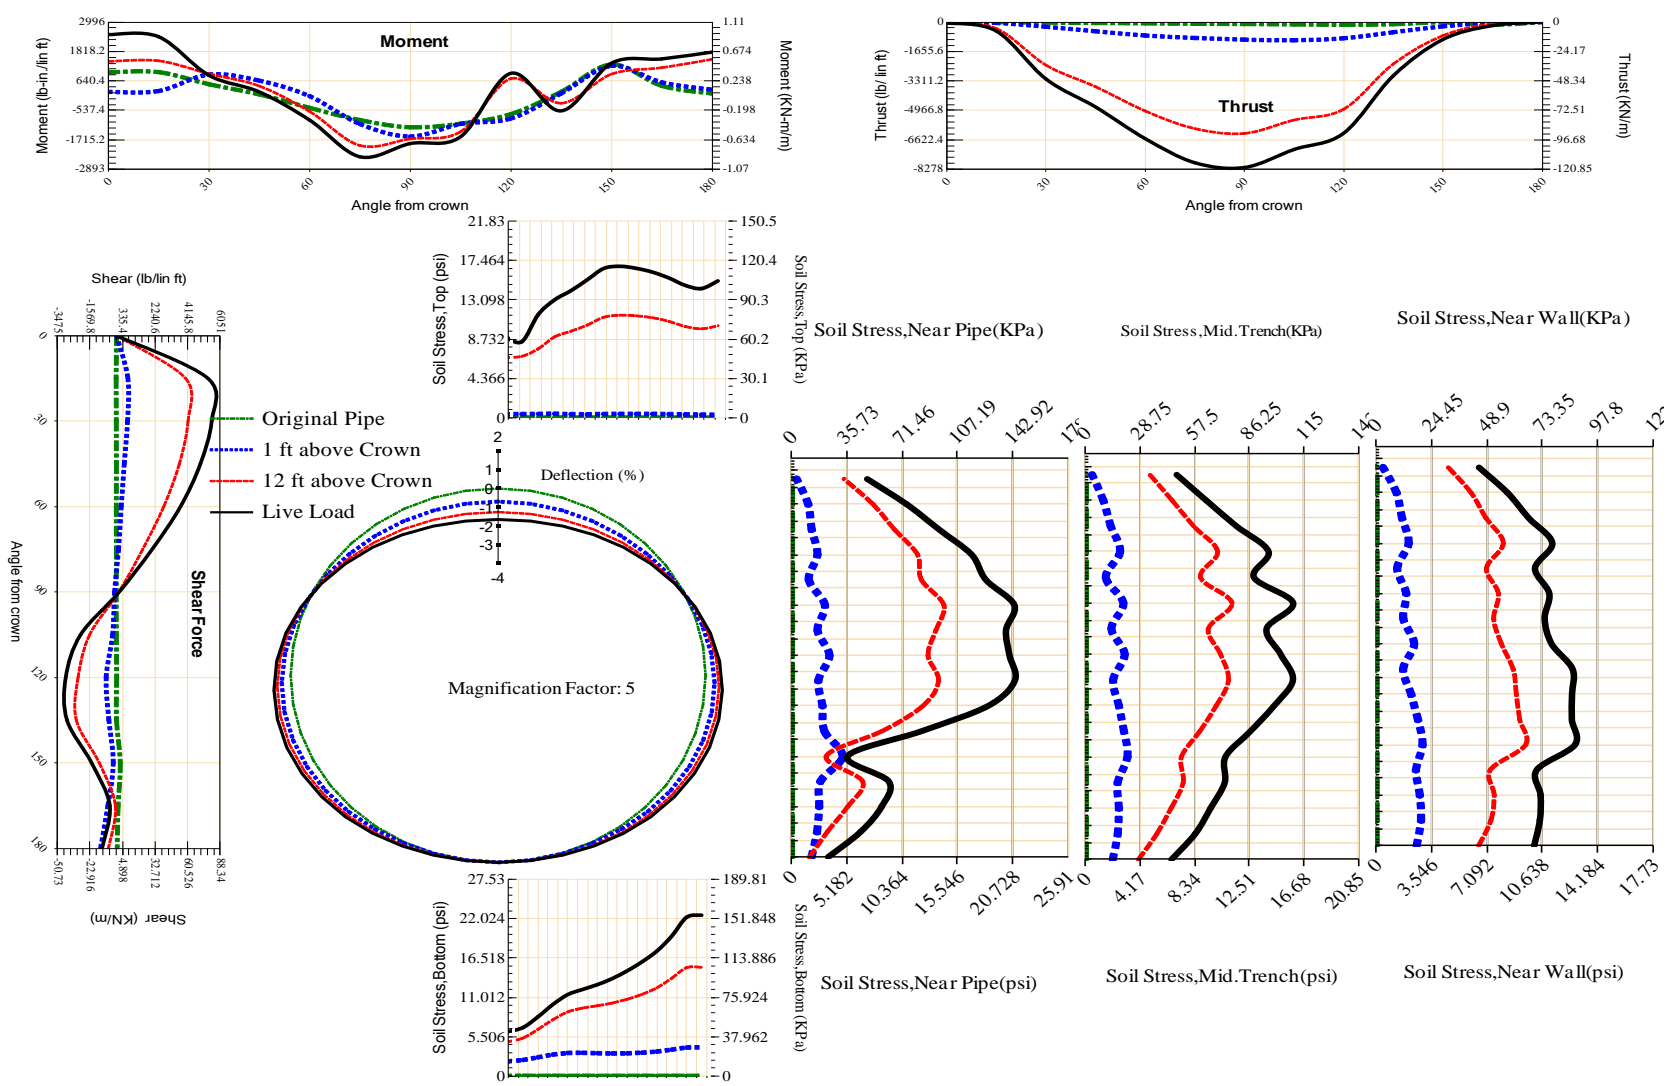 Moment
Moment (lb-in /lin ft)
2996
1818.2
640.4
-537.4
-1715.2
-2893
1.11
0.674
0.238
-0.198
-0.634
-1.07
Moment (KN-m/m)
0 30 60 90 120 150 180
Angle from crown
Thrust
Thrust (lb/ lin ft)
0
-1655.6
-3311.2
-4966.8
-6622.4
-8278
0
-24.17
-48.34
-72.51
-96.68
-120.85
Thrust (KN/m)
0 30 60 90 120 150 180
Angle from crown
Soil Stress,Top (psi)
21.83
17.464
13.098
8.732
4.366
0
150.5
120.4
90.3
60.2
30.1
0
Soil Stress,Top (KPa)
Shear (lb/lin ft)
-3475 -1569.8 335.4 2240.6 4145.8 6051
0
30
60
90
120
150
180
Angle from crown
Shear Force
-50.73 -22.916 4.898 32.712 60.526 88.34
Shear (KN/m)
Original Pipe
1 ft above Crown
12 ft above Crown
Live Load
Deflection (%)
2
1
0
-1
-2
-3
-4
Magnification Factor: 5
Soil Stress,Near Pipe(KPa)
0 35.73 71.46 107.19 142.92
0 5.182 10.364 15.546 20.728 25.91
Soil Stress,Near Pipe(psi)
Soil Stress,Mid. Trench(KPa)
0 28.75 57.5 86.25 115
0 4.17 8.34 12.51 16.68 20.85
Soil Stress,Mid.Trench(psi)
Soil Stress,Near Wall(KPa)
0 24.45 48.9 73.35 97.8
0 3.546 7.092 10.638 14.184 17.73
Soil Stress,Near Wall(psi)
Soil Stress,Bottom (psi)
27.53
22.024
16.518
11.012
5.506
0
189.81
151.848
113.886
75.924
37.962
0
Soil Stress,Bottom (KPa)